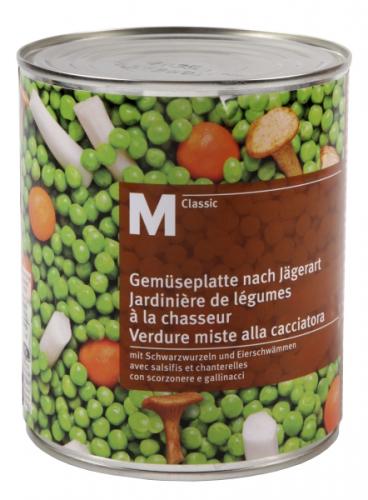 M Classic
Gemüseplatte nach Jägerart
Jardinière de légumes
à la chasseur
Verdure miste alla cacciatora
mit Schwarzwurzeln und Eierschwämmen
avec salsifis et chanterelles
con scorzonere e gallinacci